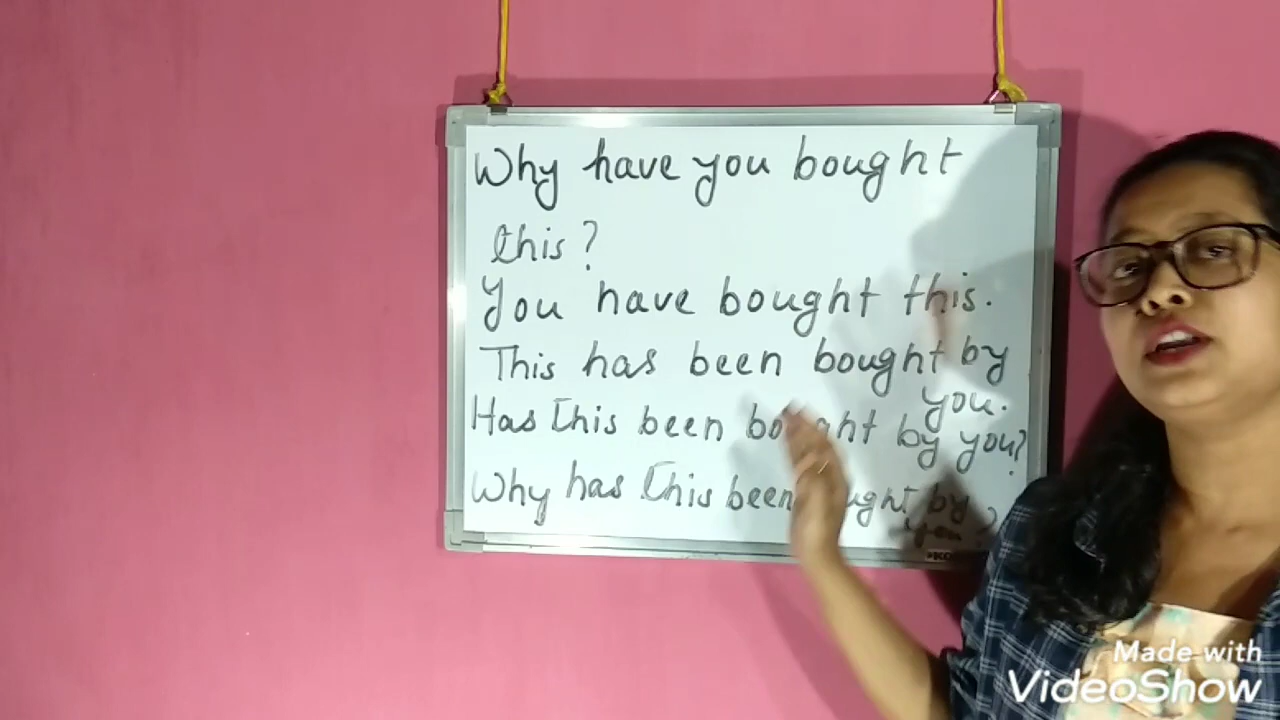 Why have you bought
this?
You have bought this.
This has been bought by
you.
Has this been bought by you?
Why has this been bought by
you?
Made with
VideoShow